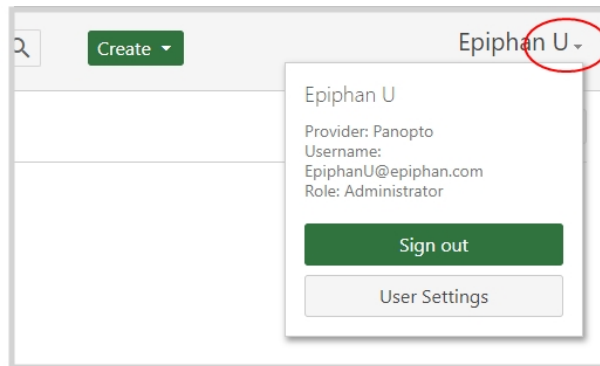 Create
Epiphan U
Epiphan U
Provider: Panopto
Username:
EpiphanU@epiphan.com
Role: Administrator
Sign out
User Settings